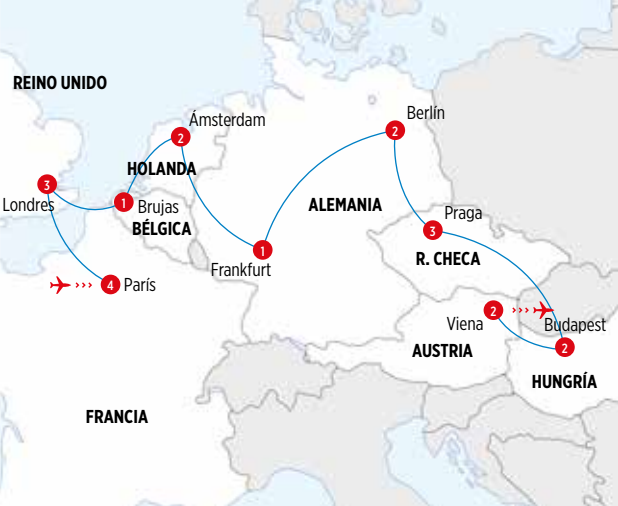 REINO UNIDO
Ámsterdam
2
Berlín
2
HOLANDA
3
Londres
1
Brujas
BÉLGICA
ALEMANIA
Praga
3
R. CHECA
1
Frankfurt
›››
4
París
2
›››
Viena
Budapest
2
AUSTRIA
HUNGRÍA
FRANCIA